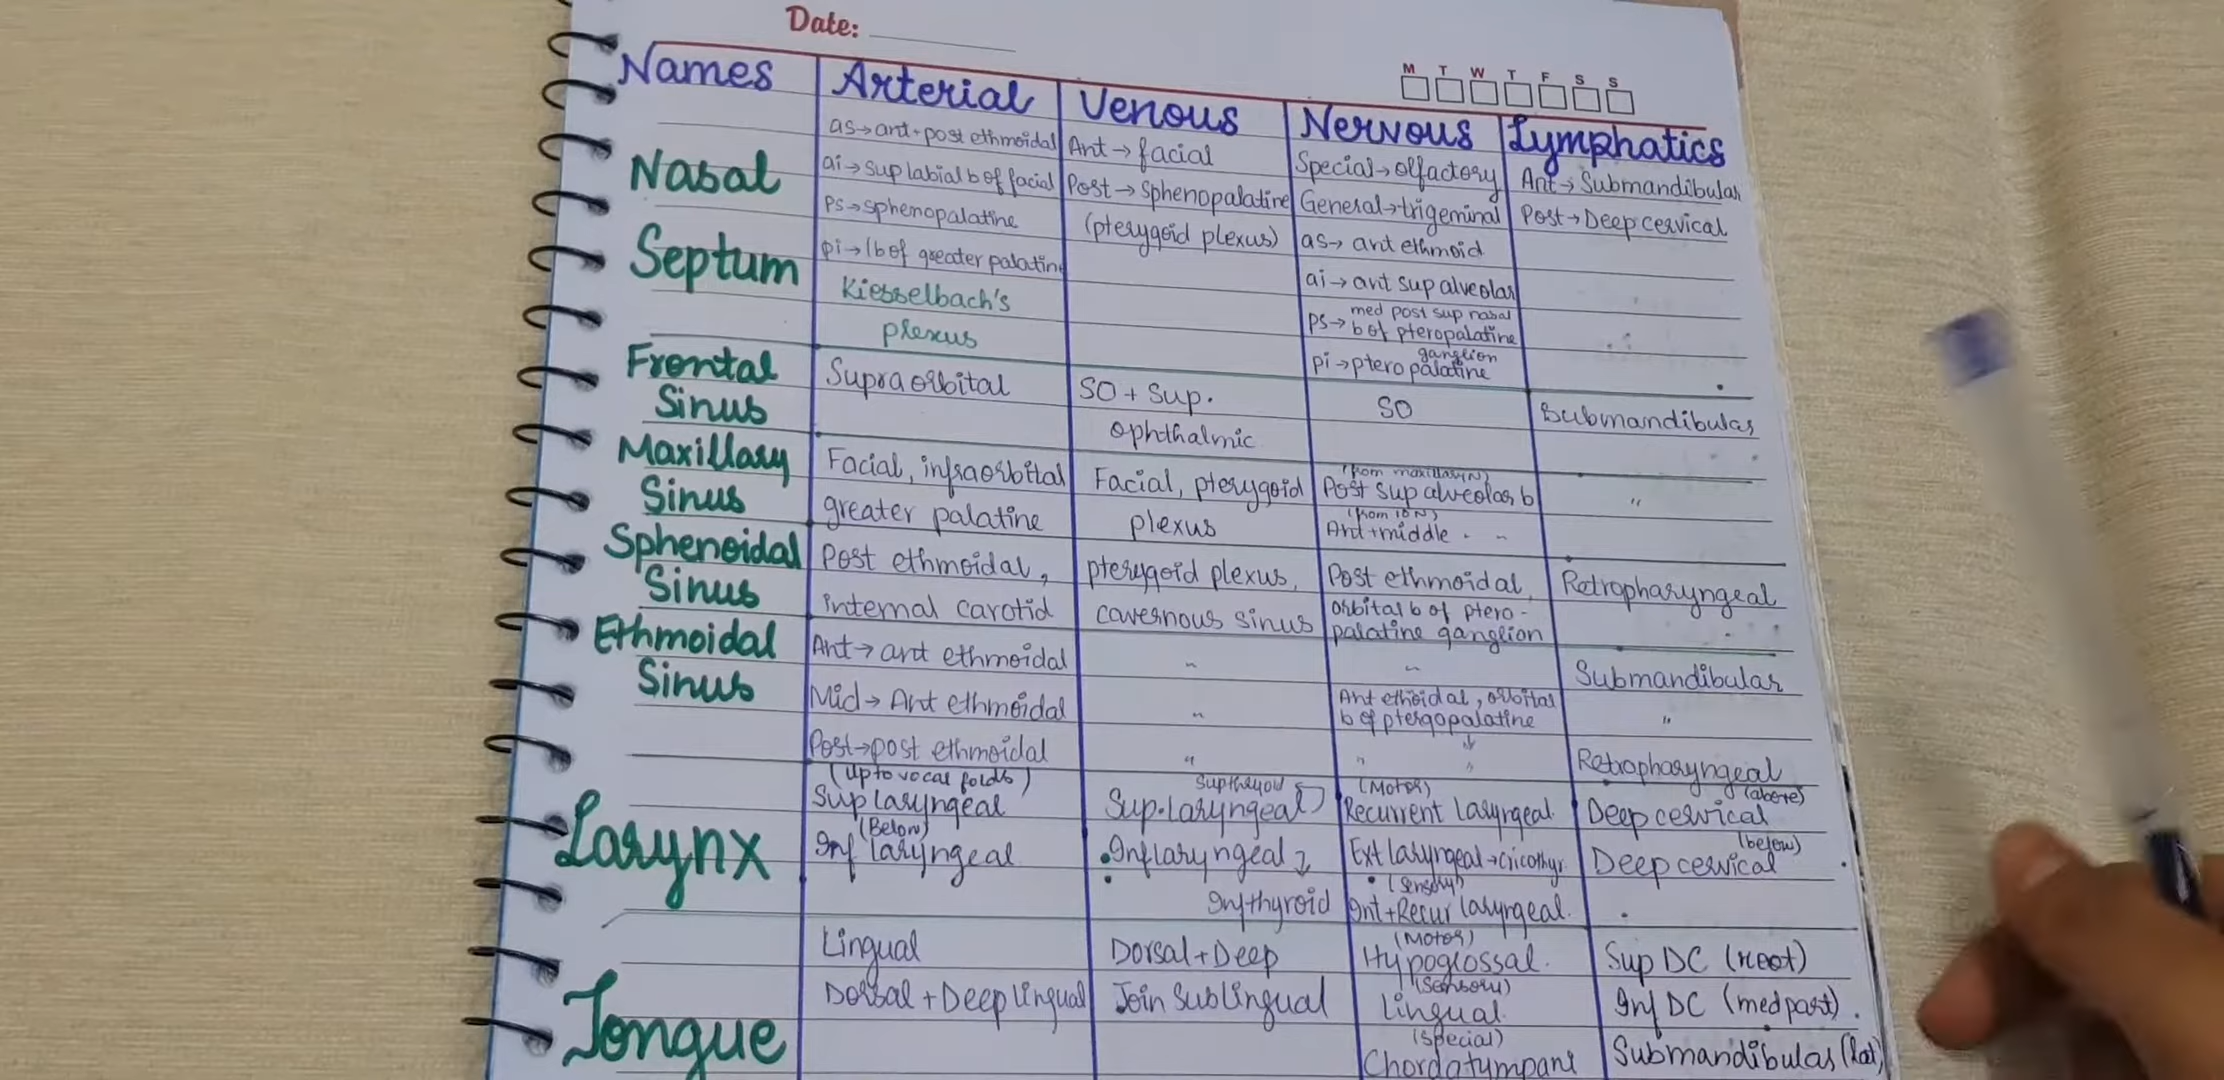 Date:
M T W T F S S
Names Arterial Venous Nervous Lymphatics
Nasal Septum
as→ant+post ethmoidal
ai→sup labial b of facial
Ps→sphenopalatine
pi→1b of greater palatine
Kiesselbach's
plexus
Ant→facial
Post→Sphenopalatine
(pterygoid plexus)
Special→olfactory
General→trigeminal
as→ ant ethmoid
ai→ ant sup alveolar
med post sup nasal
Ps→ b of pteropalatine
ganglion
pi→pteropalatine
Ant→Submandibular
Post→Deep cervical
Frontal
Sinus
Supraorbital
SO + Sup.
Ophthalmic
SO
Submandibular
Maxillary
Sinus
Facial, infraorbital
greater palatine
Facial, pterygoid
plexus
(from maxillary N)
Post sup alveolar b
(from ION)
Ant+middle " "
"
Sphenoidal
Sinus
Post ethmoidal,
internal carotid
pterygoid plexus,
cavernous sinus
Post ethmoidal,
orbital b of ptero-
palatine ganglion
Retropharyngeal
Ethmoidal
Sinus
Ant→ ant ethmoidal
Mid→ Ant ethmoidal
Post→post ethmoidal
"
"
"
"
Ant ethoidal, orbital
b of ptergopalatine
↓
" "
Submandibular
"
Retropharyngeal
Larynx
(Upto vocal folds)
Sup laryngeal
(Below)
Inf laryngeal
Sup thyroid
Sup. laryngeal
Inf laryngeal
Inf thyroid
(Motor)
Recurrent laryngeal
Ext laryngeal→cricothyr.
(sensory)
Int+Recur laryngeal.
(above)
Deep cervical
(below)
Deep cervical
Tongue
Lingual
Dorsal + Deep lingual
Dorsal + Deep
Join Sublingual
(Motor)
Hypoglossal.
(Sensory)
Lingual.
(Special)
Chordatympani
Sup DC (root)
Inf DC (med part).
Submandibular (lat)